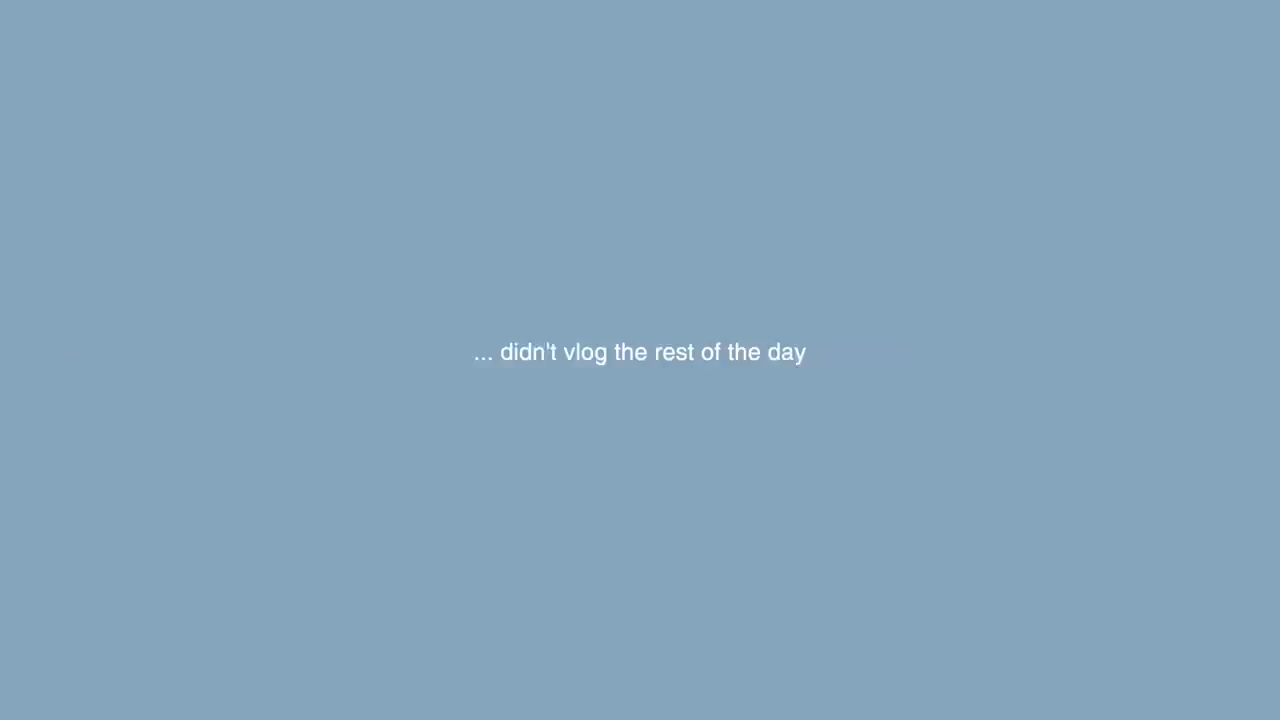 ... didn't vlog the rest of the day